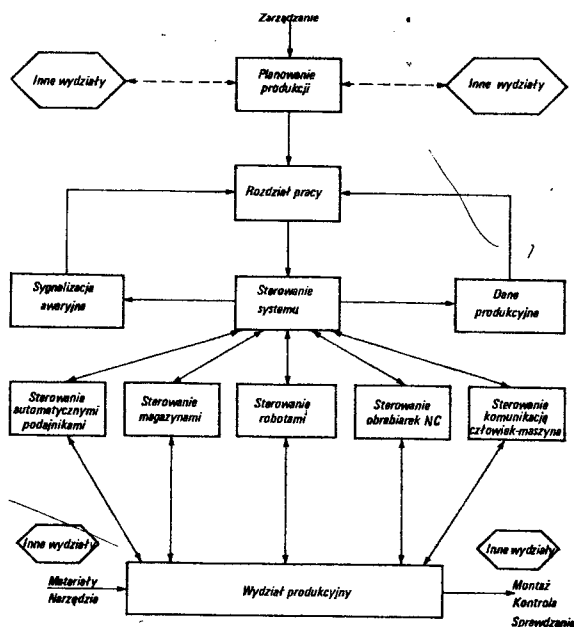 Zarządzanie
Inne wydziały
Planowanie
produkcji
Inne wydziały
Rozdział pracy
Sygnalizacja
awaryjna
Sterowanie
systemu
Dane
produkcyjne
Sterowanie
automatycznymi
podajnikami
Sterowanie
magazynami
Sterowanie
robotami
Sterowanie
obrabiarek NC
Sterowanie
komunikacją
człowiek-maszyna
Inne wydziały
Inne wydziały
Materiały
Narzędzia
Wydział produkcyjny
Montaż
Kontrola
Sprawdzanie